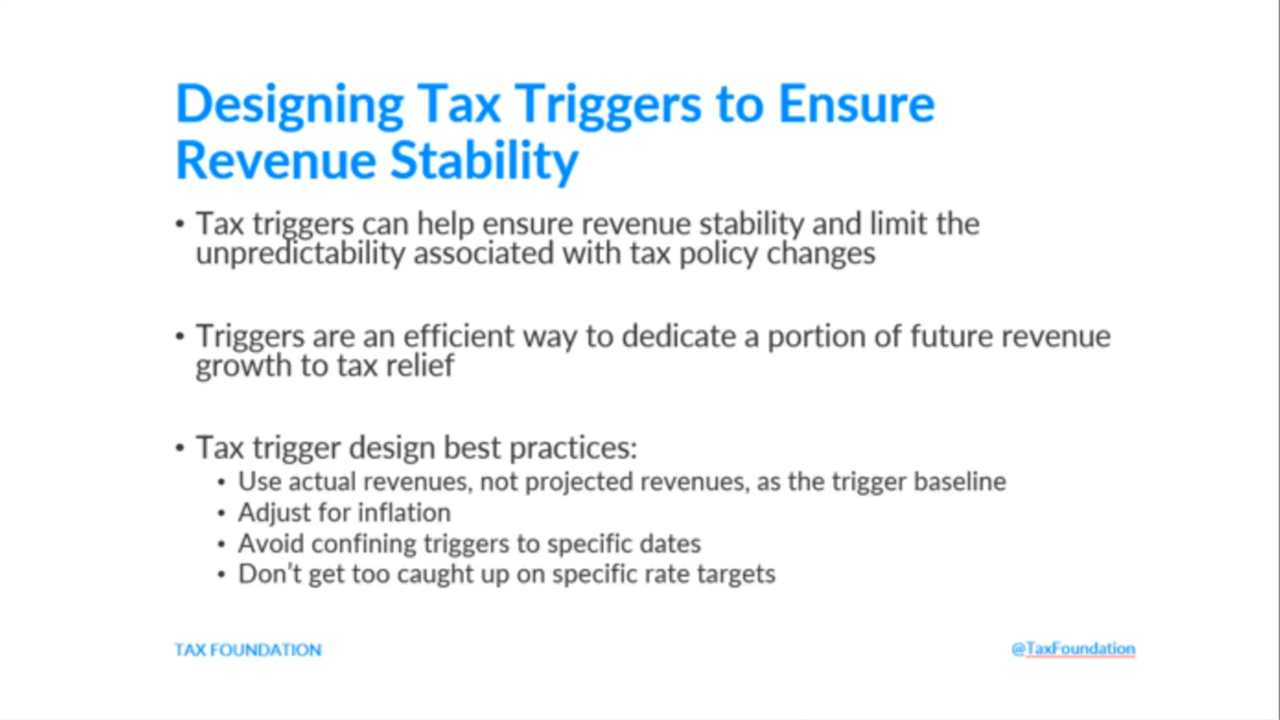 Designing Tax Triggers to Ensure
Revenue Stability
• Tax triggers can help ensure revenue stability and limit the
unpredictability associated with tax policy changes
• Triggers are an efficient way to dedicate a portion of future revenue
growth to tax relief
• Tax trigger design best practices:
• Use actual revenues, not projected revenues, as the trigger baseline
• Adjust for inflation
• Avoid confining triggers to specific dates
• Don’t get too caught up on specific rate targets
TAX FOUNDATION
@TaxFoundation